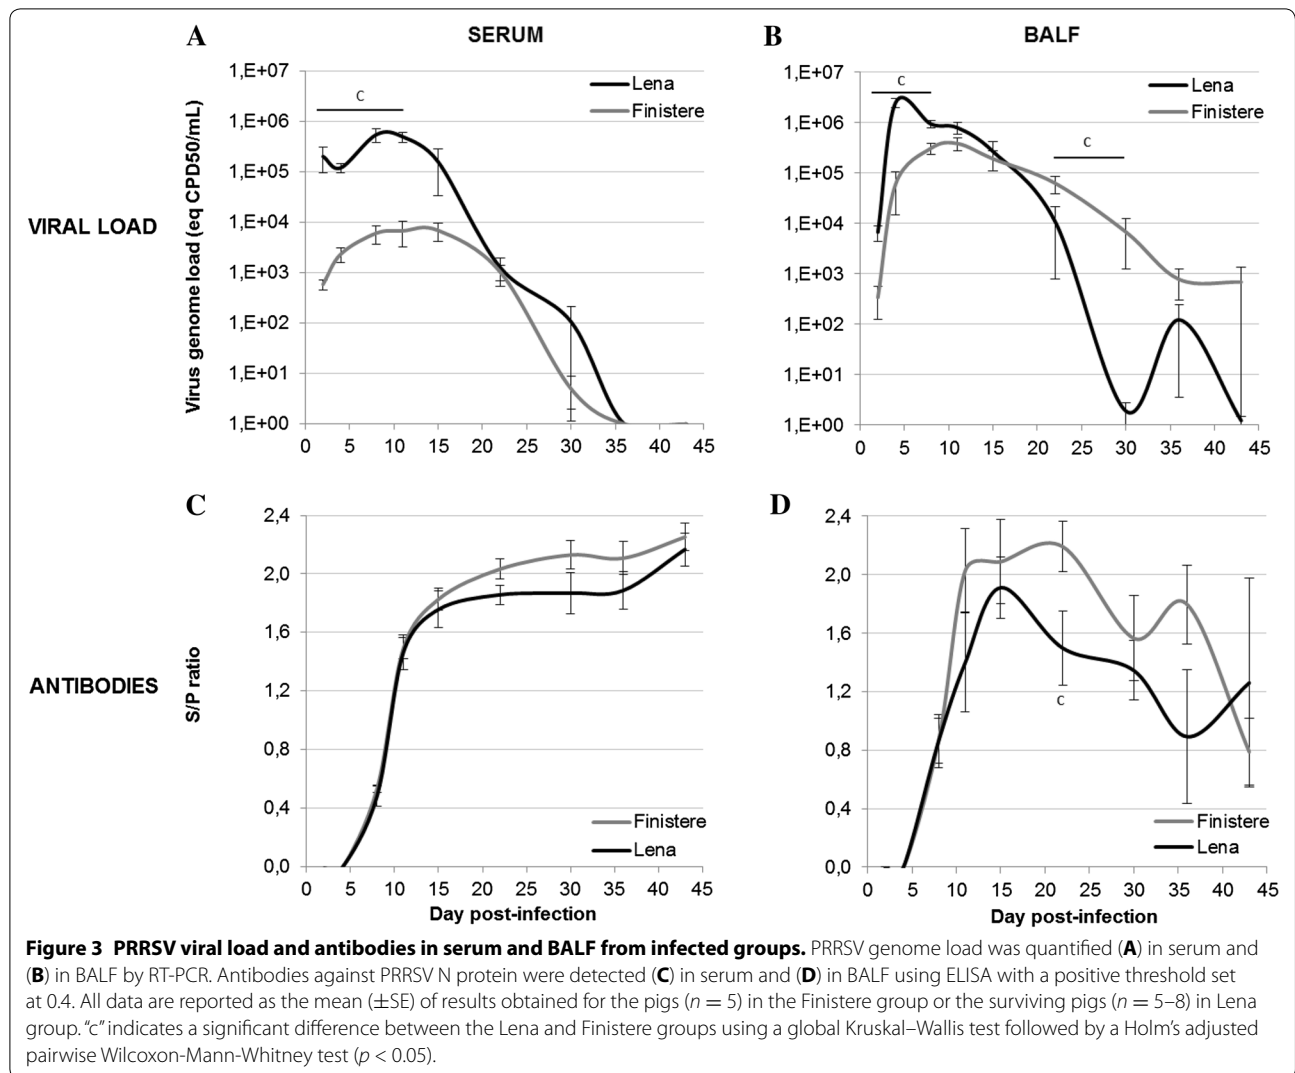 A SERUM B BALF
1,E+07 1,E+07
c c
Lena Lena
Finistere Finistere
1,E+06 1,E+06
c
1,E+05 1,E+05
VIRAL LOAD
Virus genome load (eq CPD50/mL)
1,E+04 1,E+04
1,E+03 1,E+03
1,E+02 1,E+02
1,E+01 1,E+01
1,E+00 1,E+00
0 5 10 15 20 25 30 35 40 45 0 5 10 15 20 25 30 35 40 45
C D
2,4 2,4
2,0 2,0
1,6 1,6
ANTIBODIES
S/P ratio
1,2 1,2
c
0,8 0,8
0,4 0,4
Finistere Finistere
Lena Lena
0,0 0,0
0 5 10 15 20 25 30 35 40 45 0 5 10 15 20 25 30 35 40 45
Day post-infection Day post-infection
Figure 3 PRRSV viral load and antibodies in serum and BALF from infected groups. PRRSV genome load was quantified (A) in serum and
(B) in BALF by RT-PCR. Antibodies against PRRSV N protein were detected (C) in serum and (D) in BALF using ELISA with a positive threshold set
at 0.4. All data are reported as the mean (±SE) of results obtained for the pigs (n = 5) in the Finistere group or the surviving pigs (n = 5–8) in Lena
group. “c” indicates a significant difference between the Lena and Finistere groups using a global Kruskal–Wallis test followed by a Holm’s adjusted
pairwise Wilcoxon-Mann-Whitney test (p < 0.05).